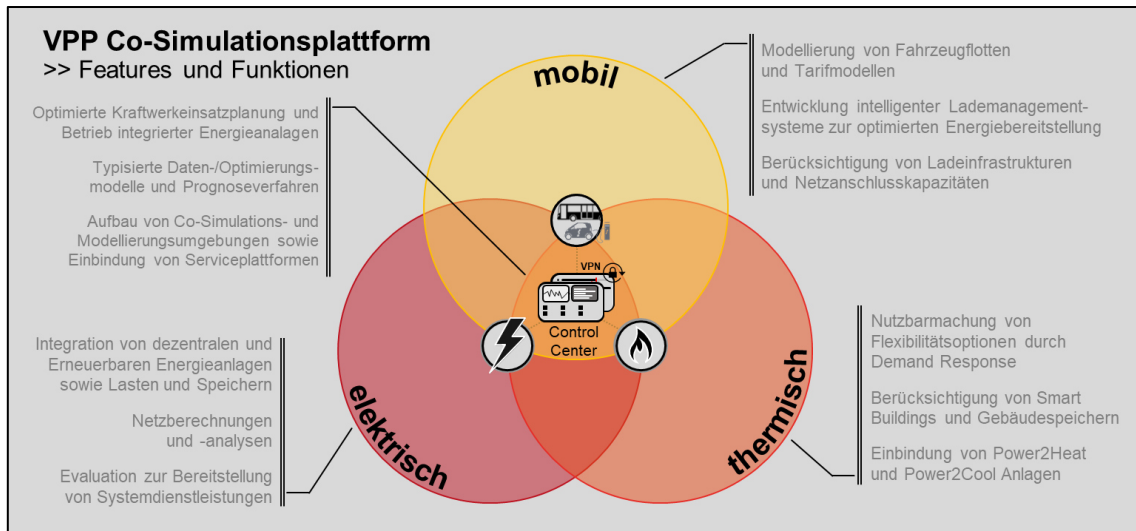 VPP Co-Simulationsplattform
>> Features und Funktionen
Optimierte Kraftwerkeinsatzplanung und
Betrieb integrierter Energieanalagen
Typisierte Daten-/Optimierungs-
modelle und Prognoseverfahren
Aufbau von Co-Simulations- und
Modellierungsumgebungen sowie
Einbindung von Serviceplattformen
Integration von dezentralen und
Erneuerbaren Energieanlagen
sowie Lasten und Speichern
Netzberechnungen
und -analysen
Evaluation zur Bereitstellung
von Systemdienstleistungen
mobil
VPN
Control
Center
elektrisch
thermisch
Modellierung von Fahrzeugflotten
und Tarifmodellen
Entwicklung intelligenter Lademanagement-
systeme zur optimierten Energiebereitstellung
Berücksichtigung von Ladeinfrastrukturen
und Netzanschlusskapazitäten
Nutzbarmachung von
Flexibilitätsoptionen durch
Demand Response
Berücksichtigung von Smart
Buildings und Gebäudespeichern
Einbindung von Power2Heat
und Power2Cool Anlagen